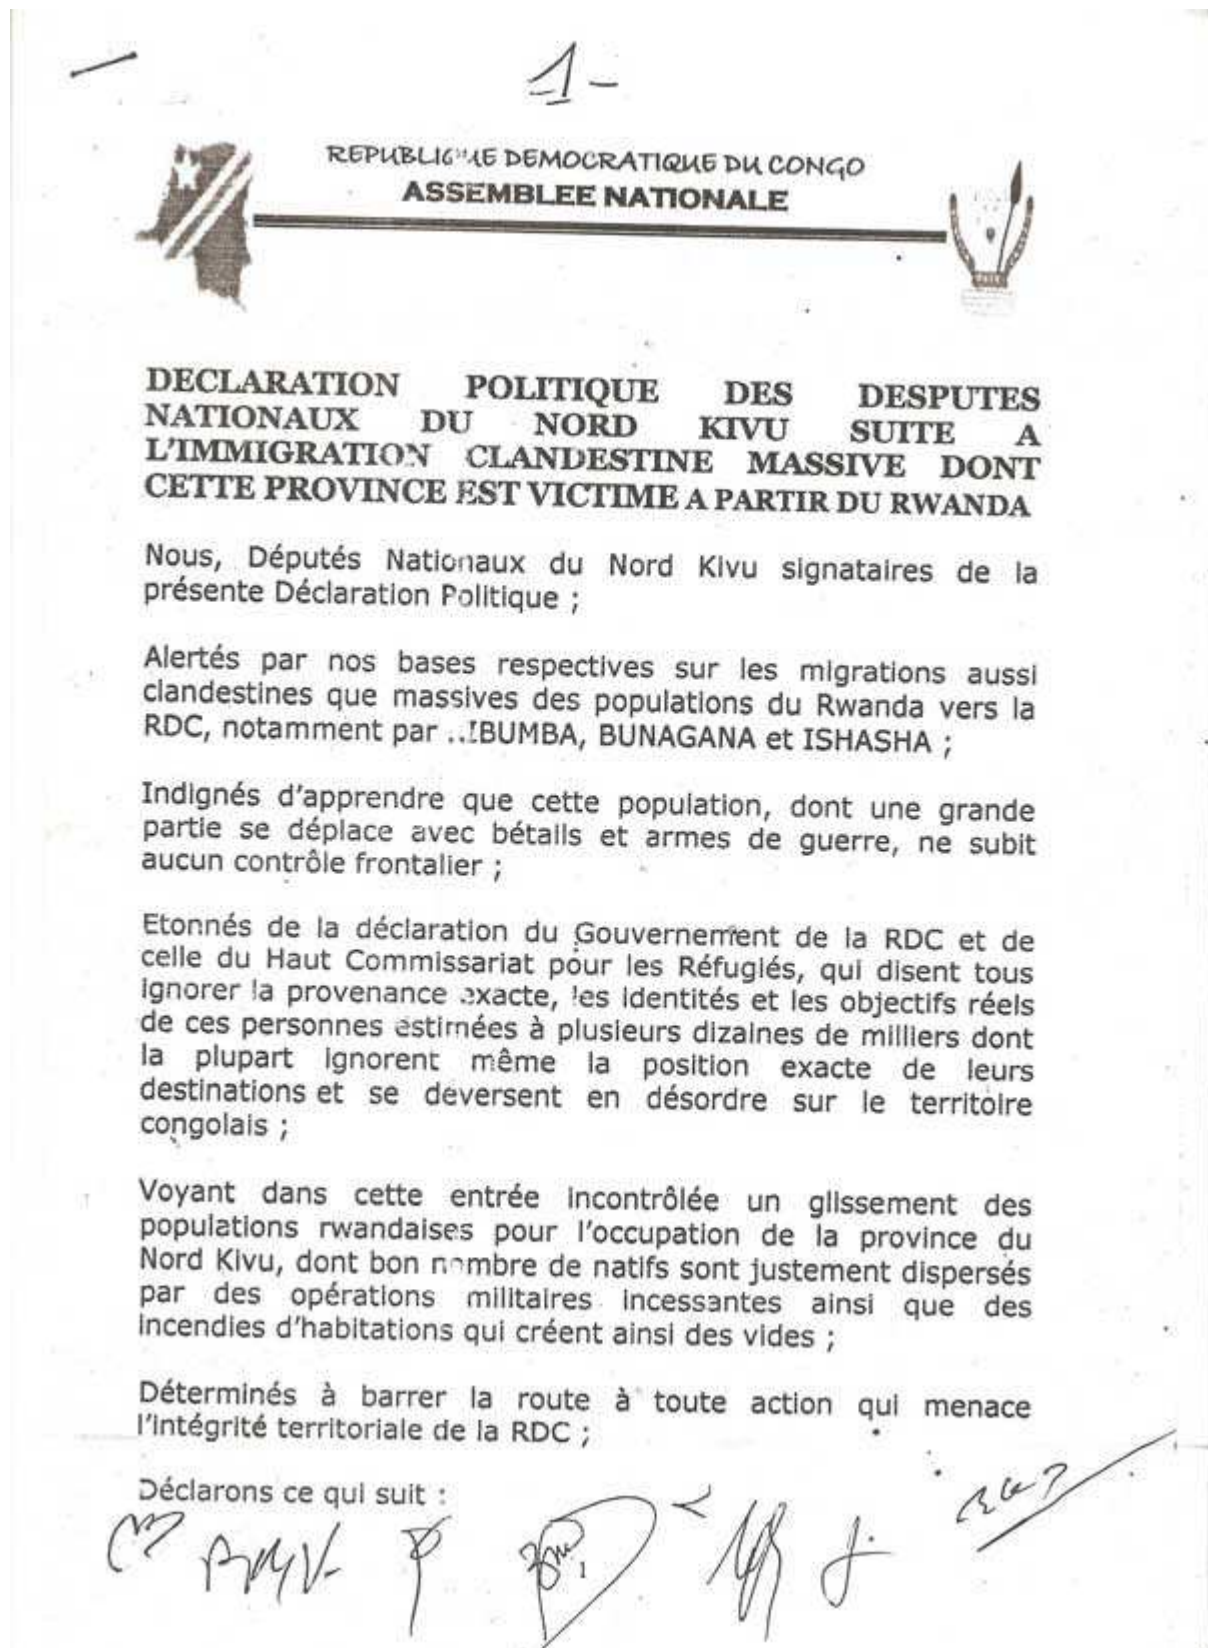 -1-
REPUBLIQUE DEMOCRATIQUE DU CONGO
ASSEMBLEE NATIONALE
DECLARATION POLITIQUE DES DESPUTES
NATIONAUX DU NORD KIVU SUITE A
L'IMMIGRATION CLANDESTINE MASSIVE DONT
CETTE PROVINCE EST VICTIME A PARTIR DU RWANDA
Nous, Députés Nationaux du Nord Kivu signataires de la
présente Déclaration Politique ;
Alertés par nos bases respectives sur les migrations aussi
clandestines que massives des populations du Rwanda vers la
RDC, notamment par ..IBUMBA, BUNAGANA et ISHASHA ;
Indignés d'apprendre que cette population, dont une grande
partie se déplace avec bétails et armes de guerre, ne subit
aucun contrôle frontalier ;
Etonnés de la déclaration du Gouvernement de la RDC et de
celle du Haut Commissariat pour les Réfugiés, qui disent tous
ignorer la provenance exacte, les identités et les objectifs réels
de ces personnes estimées à plusieurs dizaines de milliers dont
la plupart ignorent même la position exacte de leurs
destinations et se déversent en désordre sur le territoire
congolais ;
Voyant dans cette entrée incontrôlée un glissement des
populations rwandaises pour l'occupation de la province du
Nord Kivu, dont bon nombre de natifs sont justement dispersés
par des opérations militaires incessantes ainsi que des
incendies d'habitations qui créent ainsi des vides ;
Déterminés à barrer la route à toute action qui menace
l'intégrité territoriale de la RDC ;
Déclarons ce qui suit :